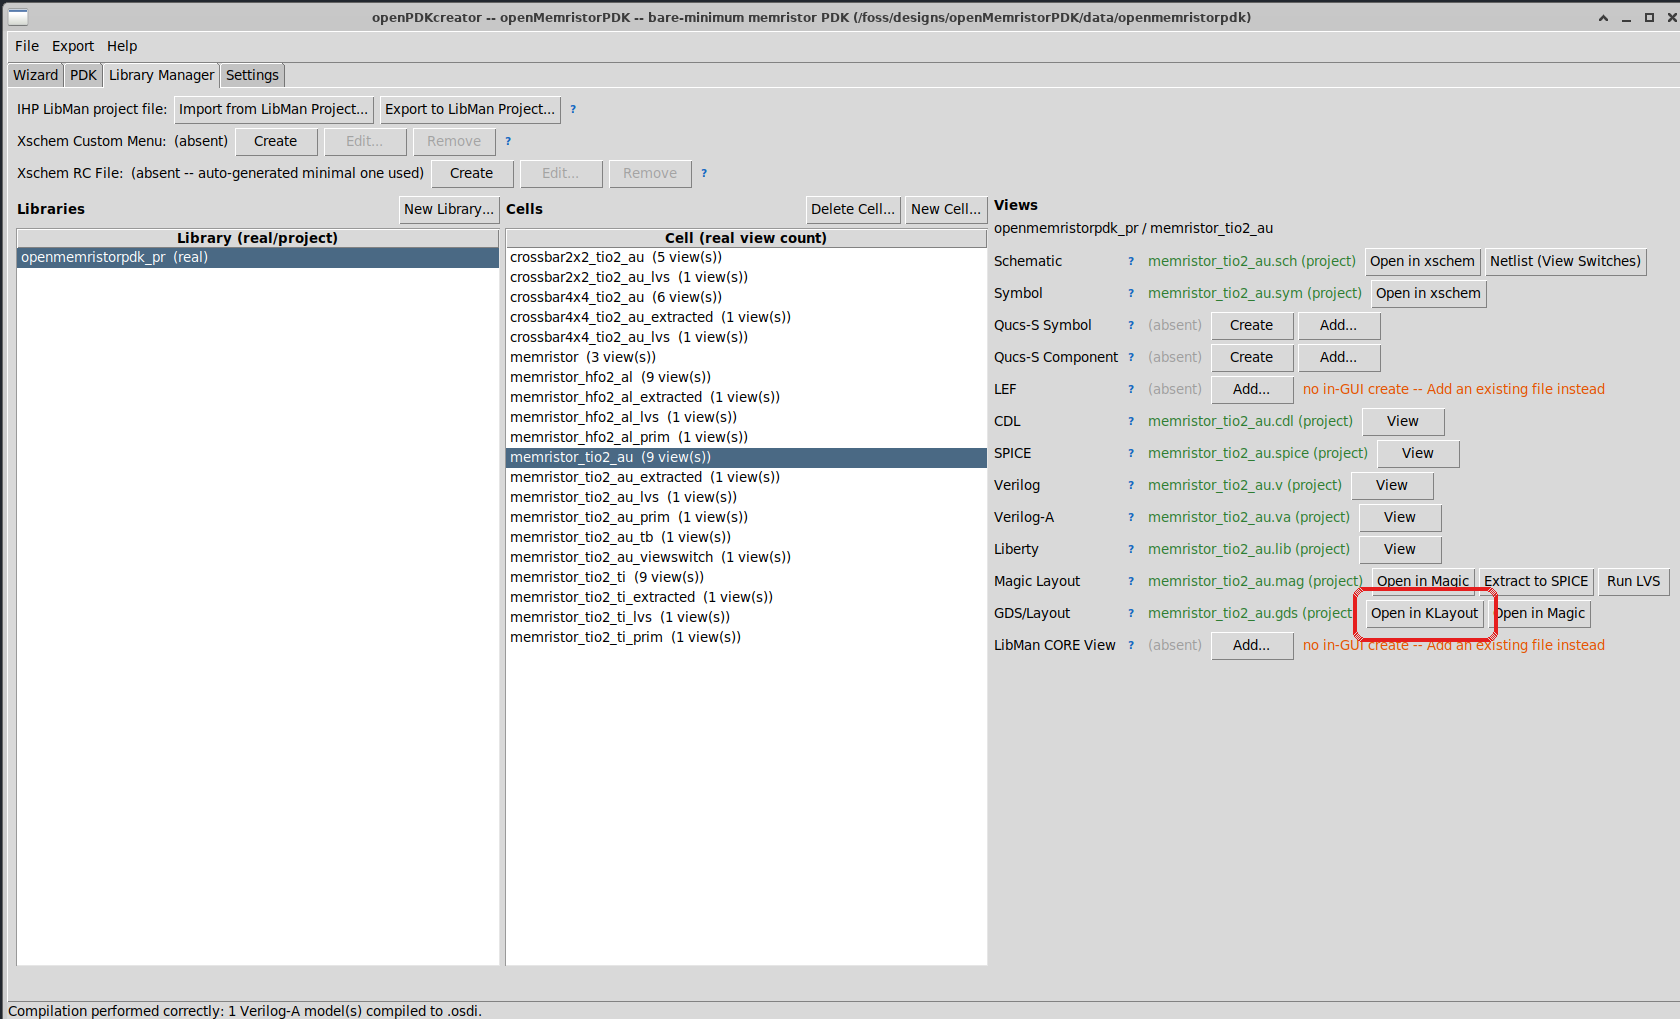 openPDKcreator -- openMemristorPDK -- bare-minimum memristor PDK (/foss/designs/openMemristorPDK/data/openmemristorpdk)
File Export Help
Wizard PDK Library Manager Settings
IHP LibMan project file: Import from LibMan Project... Export to LibMan Project... ?
Xschem Custom Menu: (absent) Create Edit... Remove ?
Xschem RC File: (absent -- auto-generated minimal one used) Create Edit... Remove ?
Libraries New Library...
Library (real/project)
openmemristorpdk_pr (real)
Cells Delete Cell... New Cell...
Cell (real view count)
crossbar2x2_tio2_au (5 view(s))
crossbar2x2_tio2_au_lvs (1 view(s))
crossbar4x4_tio2_au (6 view(s))
crossbar4x4_tio2_au_extracted (1 view(s))
crossbar4x4_tio2_au_lvs (1 view(s))
memristor (3 view(s))
memristor_hfo2_al (9 view(s))
memristor_hfo2_al_extracted (1 view(s))
memristor_hfo2_al_lvs (1 view(s))
memristor_hfo2_al_prim (1 view(s))
memristor_tio2_au (9 view(s))
memristor_tio2_au_extracted (1 view(s))
memristor_tio2_au_lvs (1 view(s))
memristor_tio2_au_prim (1 view(s))
memristor_tio2_au_tb (1 view(s))
memristor_tio2_au_viewswitch (1 view(s))
memristor_tio2_ti (9 view(s))
memristor_tio2_ti_extracted (1 view(s))
memristor_tio2_ti_lvs (1 view(s))
memristor_tio2_ti_prim (1 view(s))
Views
openmemristorpdk_pr / memristor_tio2_au
Schematic ? memristor_tio2_au.sch (project) Open in xschem Netlist (View Switches)
Symbol ? memristor_tio2_au.sym (project) Open in xschem
Qucs-S Symbol ? (absent) Create Add...
Qucs-S Component ? (absent) Create Add...
LEF ? (absent) Add... no in-GUI create -- Add an existing file instead
CDL ? memristor_tio2_au.cdl (project) View
SPICE ? memristor_tio2_au.spice (project) View
Verilog ? memristor_tio2_au.v (project) View
Verilog-A ? memristor_tio2_au.va (project) View
Liberty ? memristor_tio2_au.lib (project) View
Magic Layout ? memristor_tio2_au.mag (project) Open in Magic Extract to SPICE Run LVS
GDS/Layout ? memristor_tio2_au.gds (project Open in KLayout Open in Magic
LibMan CORE View ? (absent) Add... no in-GUI create -- Add an existing file instead
Compilation performed correctly: 1 Verilog-A model(s) compiled to .osdi.